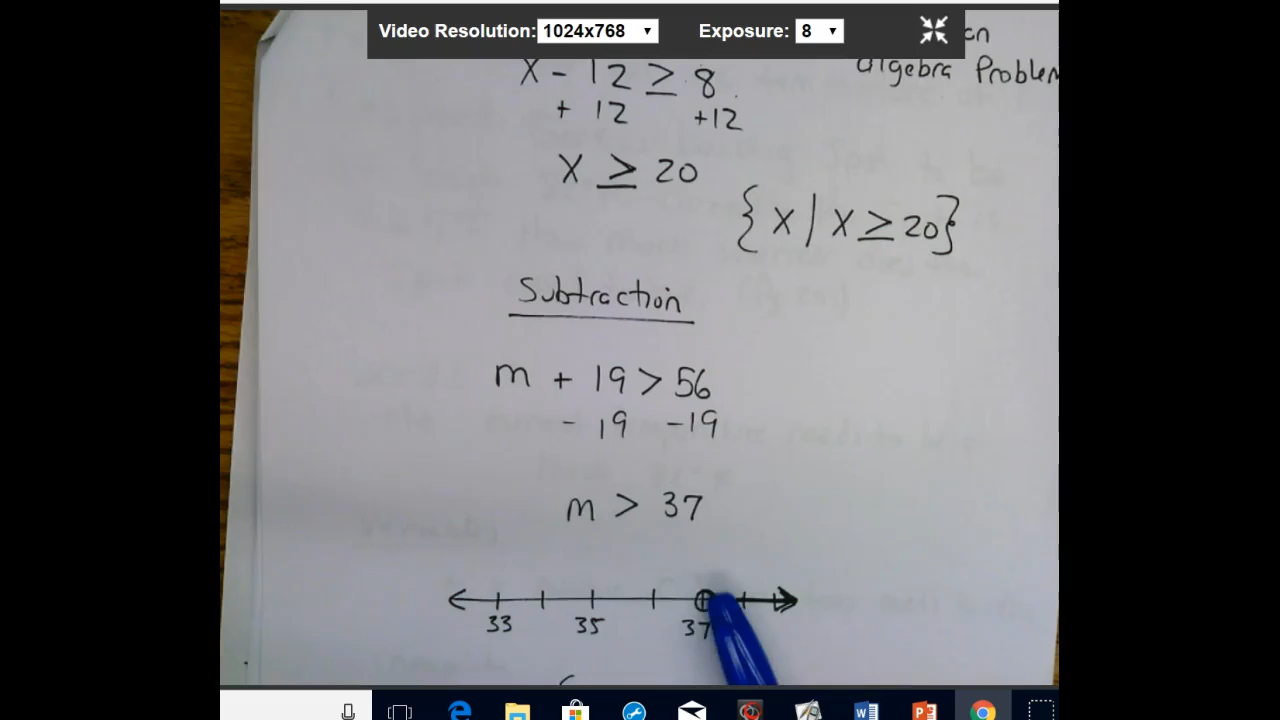 Video Resolution: 1024x768 Exposure: 8
Algebra Problem
X - 12 ≥ 8
+ 12 +12
X ≥ 20
{X | X ≥ 20}
Subtraction
m + 19 > 56
- 19 -19
m > 37
33 35 37